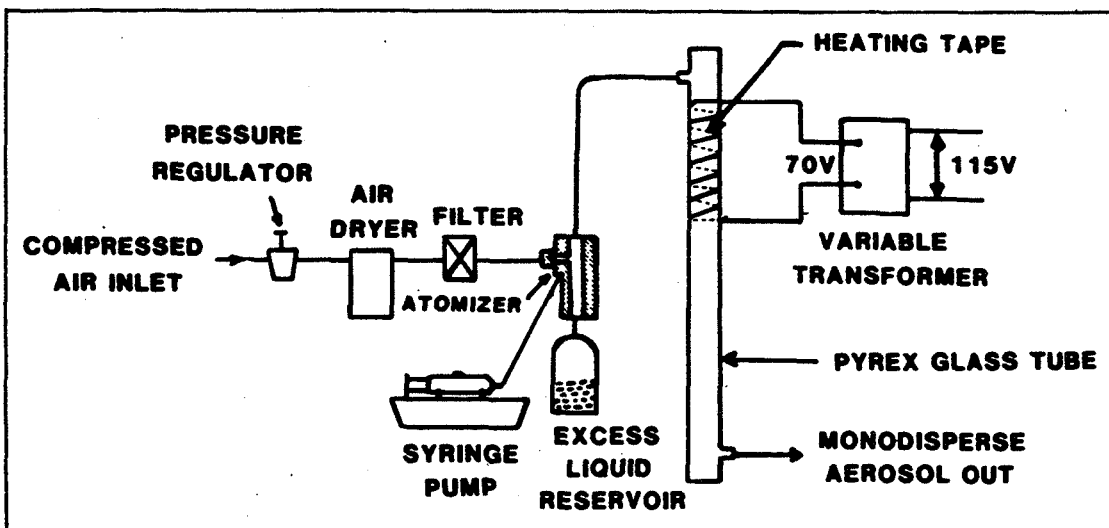 HEATING TAPE
PRESSURE
REGULATOR
AIR
DRYER
FILTER
70V
115V
COMPRESSED
AIR INLET
ATOMIZER
VARIABLE
TRANSFORMER
PYREX GLASS TUBE
SYRINGE
PUMP
EXCESS
LIQUID
RESERVOIR
MONODISPERSE
AEROSOL OUT